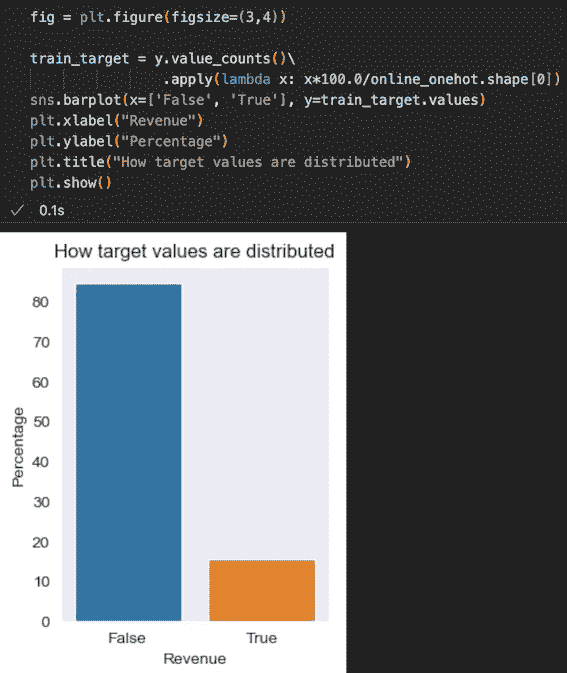 fig = plt.figure(figsize=(3,4))
train_target = y.value_counts()\
.apply(lambda x: x*100.0/online_onehot.shape[0])
sns.barplot(x=['False', 'True'], y=train_target.values)
plt.xlabel("Revenue")
plt.ylabel("Percentage")
plt.title("How target values are distributed")
plt.show()
✓ 0.1s
How target values are distributed
Percentage
80
70
60
50
40
30
20
10
0
False True
Revenue